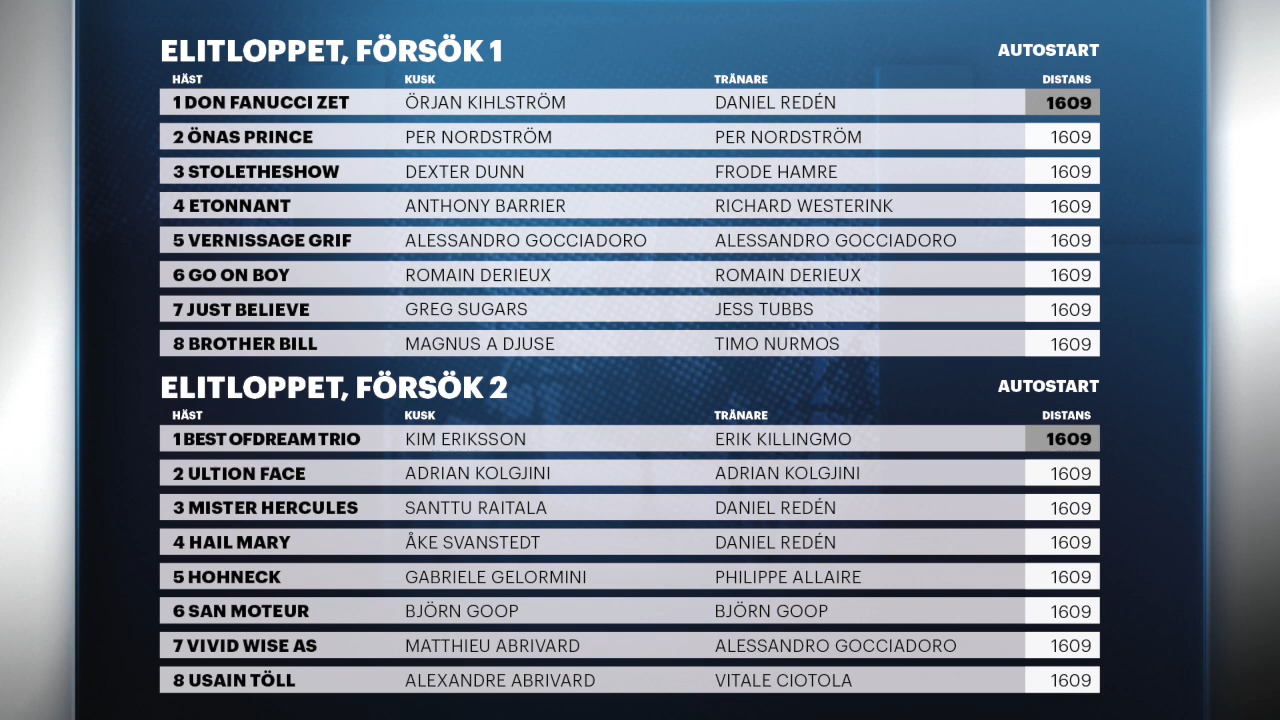 ELITLOPPET, FÖRSÖK 1 AUTOSTART
HÄST KUSK TRÄNARE DISTANS
1 DON FANUCCI ZET ÖRJAN KIHLSTRÖM DANIEL REDÉN 1609
2 ÖNAS PRINCE PER NORDSTRÖM PER NORDSTRÖM 1609
3 STOLETHESHOW DEXTER DUNN FRODE HAMRE 1609
4 ETONNANT ANTHONY BARRIER RICHARD WESTERINK 1609
5 VERNISSAGE GRIF ALESSANDRO GOCCIADORO ALESSANDRO GOCCIADORO 1609
6 GO ON BOY ROMAIN DERIEUX ROMAIN DERIEUX 1609
7 JUST BELIEVE GREG SUGARS JESS TUBBS 1609
8 BROTHER BILL MAGNUS A DJUSE TIMO NURMOS 1609
ELITLOPPET, FÖRSÖK 2 AUTOSTART
HÄST KUSK TRÄNARE DISTANS
1 BEST OF DREAM TRIO KIM ERIKSSON ERIK KILLINGMO 1609
2 ULTION FACE ADRIAN KOLGJINI ADRIAN KOLGJINI 1609
3 MISTER HERCULES SANTTU RAITALA DANIEL REDÉN 1609
4 HAIL MARY ÅKE SVANSTEDT DANIEL REDÉN 1609
5 HOHNECK GABRIELE GELORMINI PHILIPPE ALLAIRE 1609
6 SAN MOTEUR BJÖRN GOOP BJÖRN GOOP 1609
7 VIVID WISE AS MATTHIEU ABRIVARD ALESSANDRO GOCCIADORO 1609
8 USAIN TÖLL ALEXANDRE ABRIVARD VITALE CIOTOLA 1609